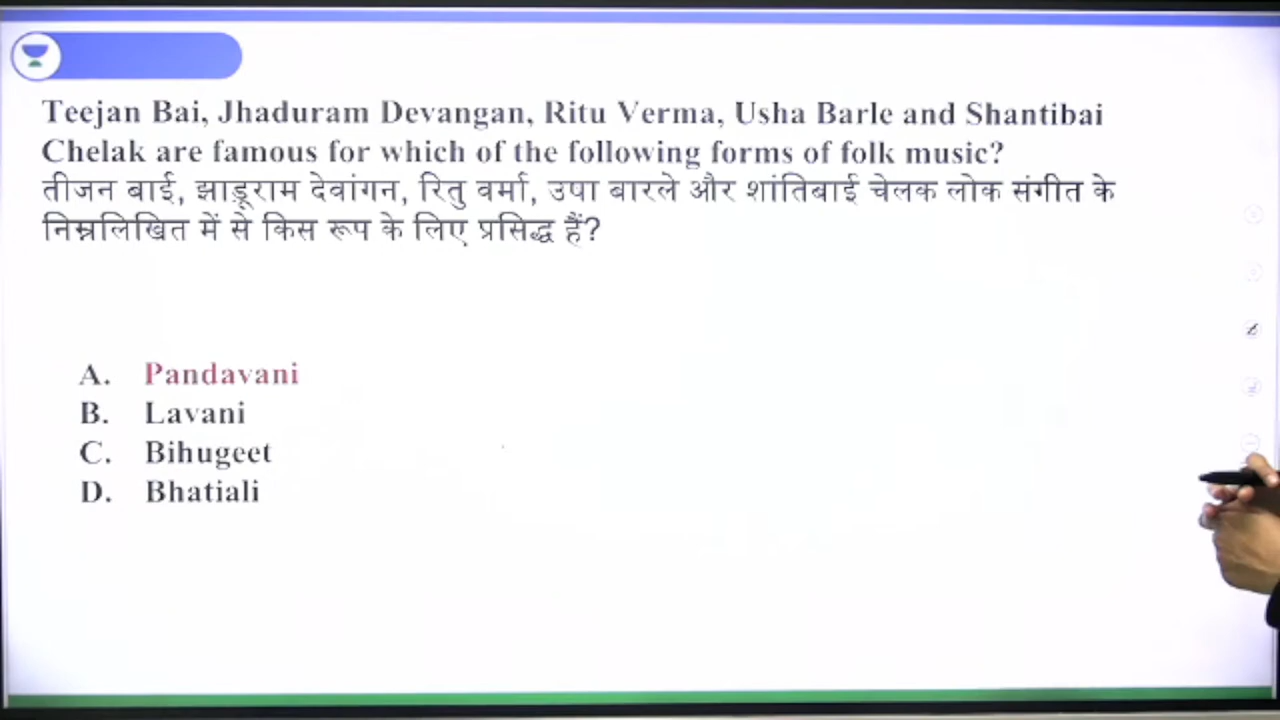 Teejan Bai, Jhaduram Devangan, Ritu Verma, Usha Barle and Shantibai
Chelak are famous for which of the following forms of folk music?
तीजन बाई, झाड़ूराम देवांगन, रितु वर्मा, उषा बारले और शांतिबाई चेलक लोक संगीत के
निम्नलिखित में से किस रूप के लिए प्रसिद्ध हैं?
A. Pandavani
B. Lavani
C. Bihugeet
D. Bhatiali